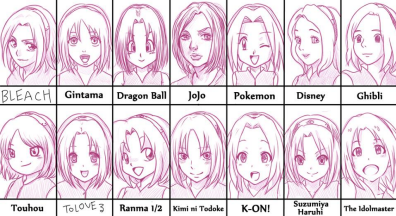 BLEACH
Gintama
Dragon Ball
JoJo
Pokemon
Disney
Ghibli
Touhou
ToLOVE3
Ranma 1/2
Kimi ni Todoke
K-ON!
Suzumiya
Haruhi
The Idolmaster